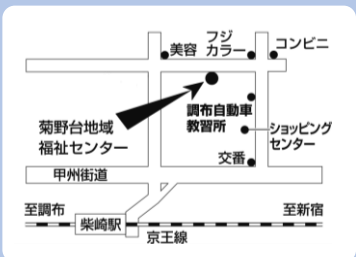 フジ
カラー
美容
コンビニ
調布自動車
教習所
ショッピング
センター
菊野台地域
福祉センター
交番
甲州街道
至調布
至新宿
柴崎駅
京王線